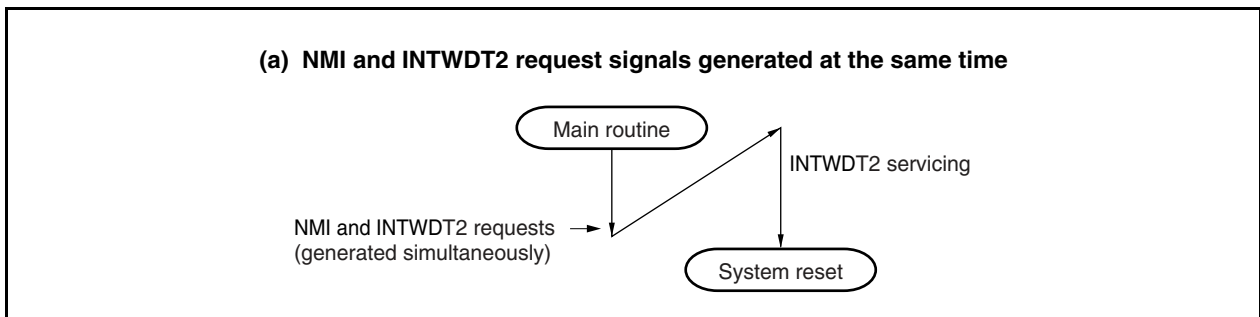 (a) NMI and INTWDT2 request signals generated at the same time
Main routine
INTWDT2 servicing
NMI and INTWDT2 requests
(generated simultaneously)
System reset